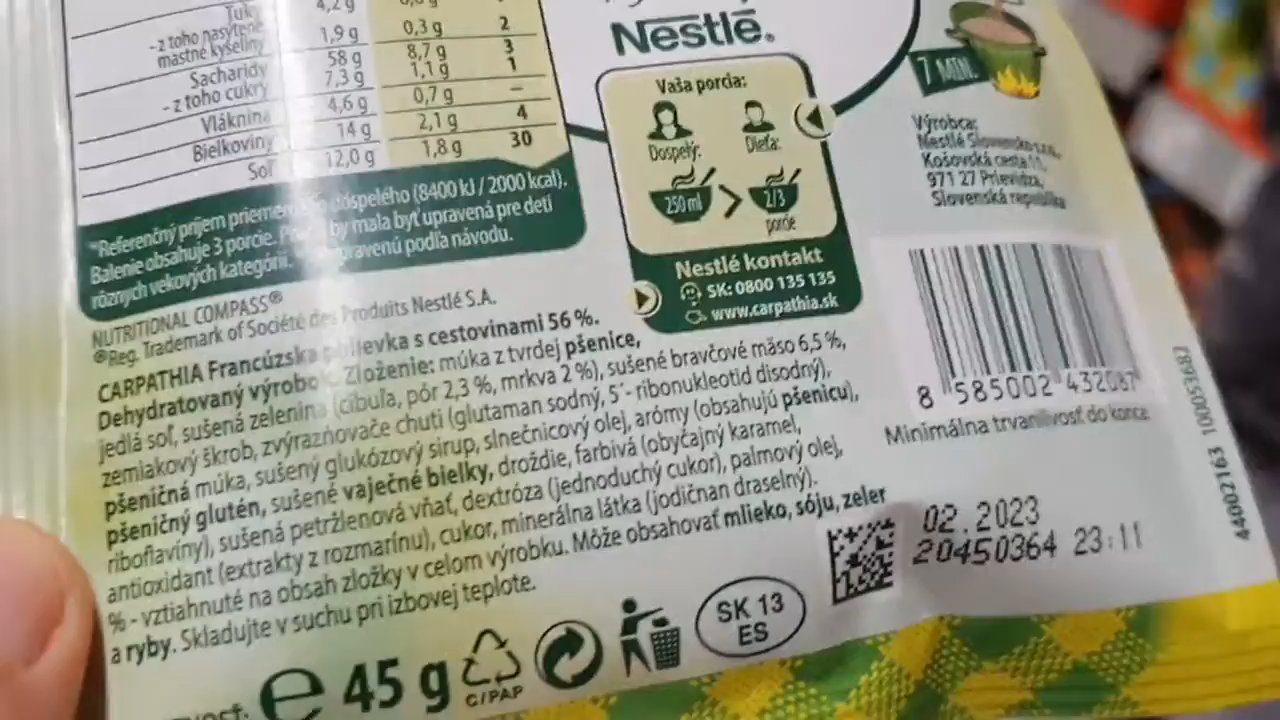 Tuky 4,2 g
- z toho nasýtené
mastné kyseliny 1,9 g 0,3 g 2
Sacharidy 58 g 8,7 g 3
- z toho cukry 7,3 g 1,1 g 1
Vláknina 4,6 g 0,7 g –
Bielkoviny 14 g 2,1 g 4
Soľ 12,0 g 1,8 g 30
*Referenčný príjem dospelého (8400 kJ / 2000 kcal).
Balenie obsahuje 3 porcie. by mala byť upravená pre deti
rôznych vekových kategórií. podľa návodu.
NUTRITIONAL COMPASS®
®Reg. Trademark of Société des Produits Nestlé S.A.
Nestlé®
Vaša porcia:
Dospelý: Dieťa:
250 ml > 2/3
porcie
Nestlé kontakt
SK: 0800 135 135
www.carpathia.sk
7 MIN.
Výrobca:
Nestlé Slovensko s.r.o.
Košovská cesta 11,
971 27 Prievidza,
Slovenská republika
CARPATHIA Francúzska polievka s cestovinami 56 %.
Dehydratovaný výrobok. Zloženie: múka z tvrdej pšenice,
jedlá soľ, sušená zelenina (cibuľa, pór 2,3 %, mrkva 2 %), sušené bravčové mäso 6,5 %,
zemiakový škrob, zvýrazňovače chuti (glutaman sodný, 5´- ribonukleotid disodný),
pšeničná múka, sušený glukózový sirup, slnečnicový olej, arómy (obsahujú pšenicu),
pšeničný glutén, sušené vaječné bielky, droždie, farbivá (obyčajný karamel,
riboflavíny), sušená petržlenová vňať, dextróza (jednoduchý cukor), palmový olej,
antioxidant (extrakty z rozmarínu), cukor, minerálna látka (jodičnan draselný).
% - vztiahnuté na obsah zložky v celom výrobku. Môže obsahovať mlieko, sóju, zeler
a ryby. Skladujte v suchu pri izbovej teplote.
8 585002 432087
Minimálna trvanlivosť do konca:
02.2023
20450364 23:11
44002163 100053682
e 45 g
C/PAP
SK 13
ES